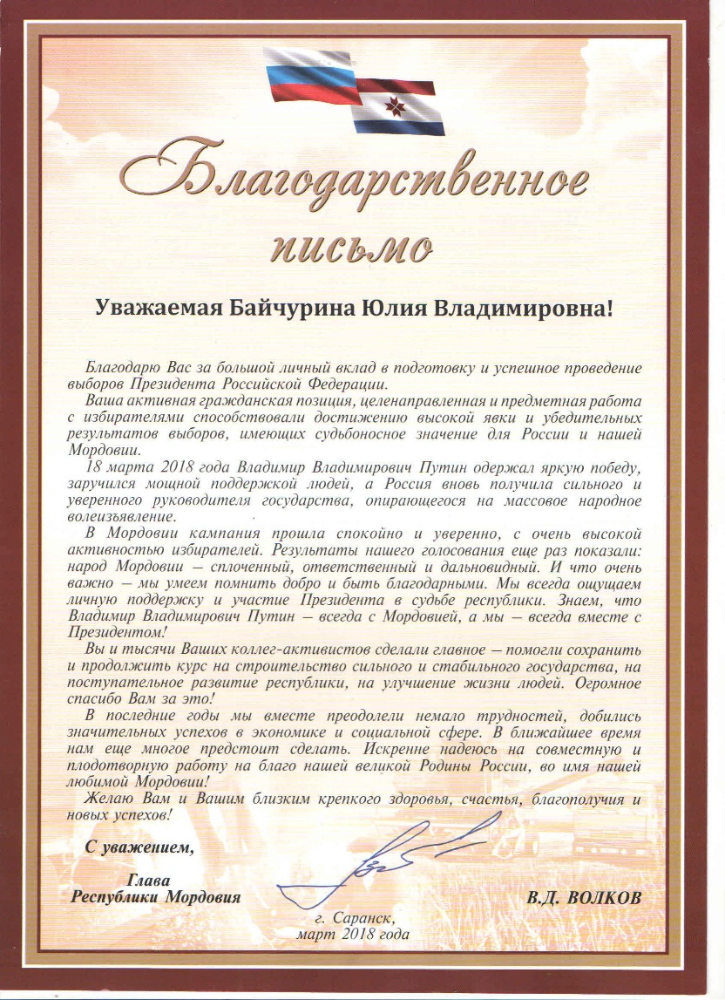 Благодарственное
письмо
Уважаемая Байчурина Юлия Владимировна!
Благодарю Вас за большой личный вклад в подготовку и успешное проведение
выборов Президента Российской Федерации.
Ваша активная гражданская позиция, целенаправленная и предметная работа
с избирателями способствовали достижению высокой явки и убедительных
результатов выборов, имеющих судьбоносное значение для России и нашей
Мордовии.
18 марта 2018 года Владимир Владимирович Путин одержал яркую победу,
заручился мощной поддержкой людей, а Россия вновь получила сильного и
уверенного руководителя государства, опирающегося на массовое народное
волеизъявление.
В Мордовии кампания прошла спокойно и уверенно, с очень высокой
активностью избирателей. Результаты нашего голосования еще раз показали:
народ Мордовии – сплоченный, ответственный и дальновидный. И что очень
важно – мы умеем помнить добро и быть благодарными. Мы всегда ощущаем
личную поддержку и участие Президента в судьбе республики. Знаем, что
Владимир Владимирович Путин – всегда с Мордовией, а мы – всегда вместе с
Президентом!
Вы и тысячи Ваших коллег-активистов сделали главное – помогли сохранить
и продолжить курс на строительство сильного и стабильного государства, на
поступательное развитие республики, на улучшение жизни людей. Огромное
спасибо Вам за это!
В последние годы мы вместе преодолели немало трудностей, добились
значительных успехов в экономике и социальной сфере. В ближайшее время
нам еще многое предстоит сделать. Искренне надеюсь на совместную и
плодотворную работу на благо нашей великой Родины России, во имя нашей
любимой Мордовии!
Желаю Вам и Вашим близким крепкого здоровья, счастья, благополучия и
новых успехов!
С уважением,
Глава
Республики Мордовия
В.Д. ВОЛКОВ
г. Саранск,
март 2018 года